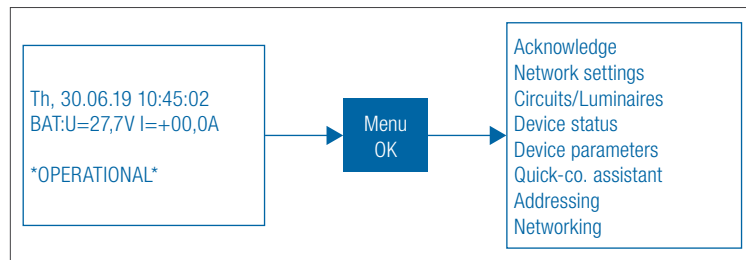 Th, 30.06.19 10:45:02
BAT:U=27,7V I=+00,0A
*OPERATIONAL*
Menu
OK
Acknowledge
Network settings
Circuits/Luminaires
Device status
Device parameters
Quick-co. assistant
Addressing
Networking